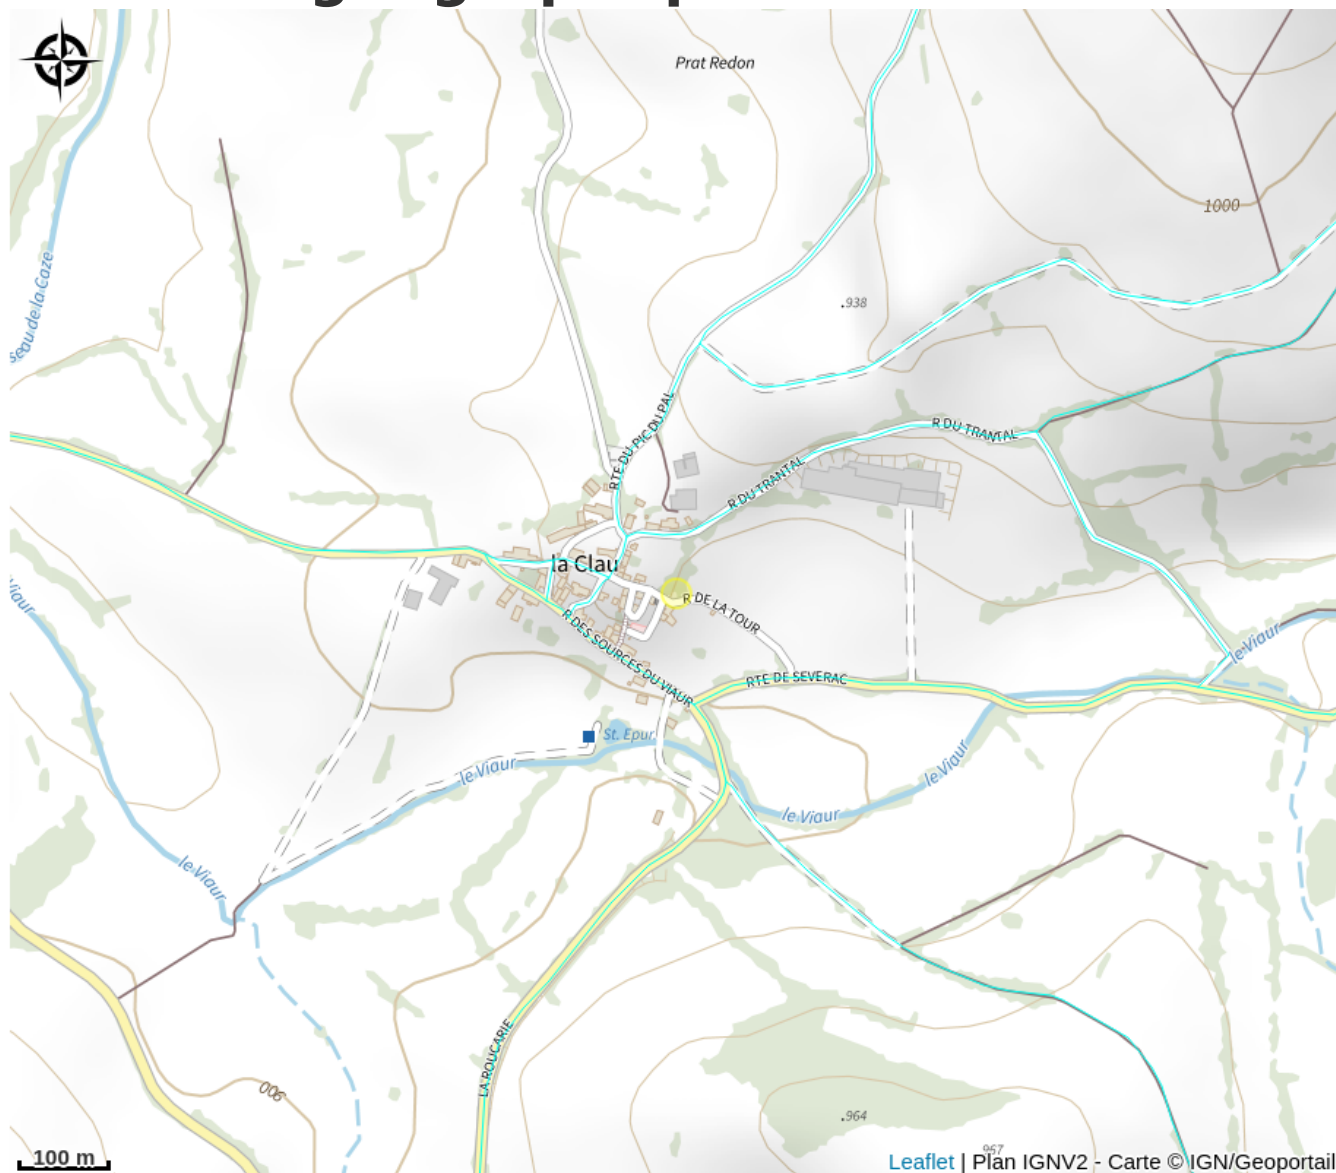 Prat Redon
1000
seau de la Caze
.938
RTE DU PIC DU PAL
R DU TRANTAL
R DU TRANTAL
la Clau
R DE LA TOUR
R DES SOURCES DU VIAUR
le Viaur
Viaur
RTE DE SEVERAC
St. Epur.
le Viaur
le Viaur
le Viaur
le Viaur
LA ROUCARIE
900
.964
967
100 m
Leaflet | Plan IGNV2 - Carte © IGN/Geoportail